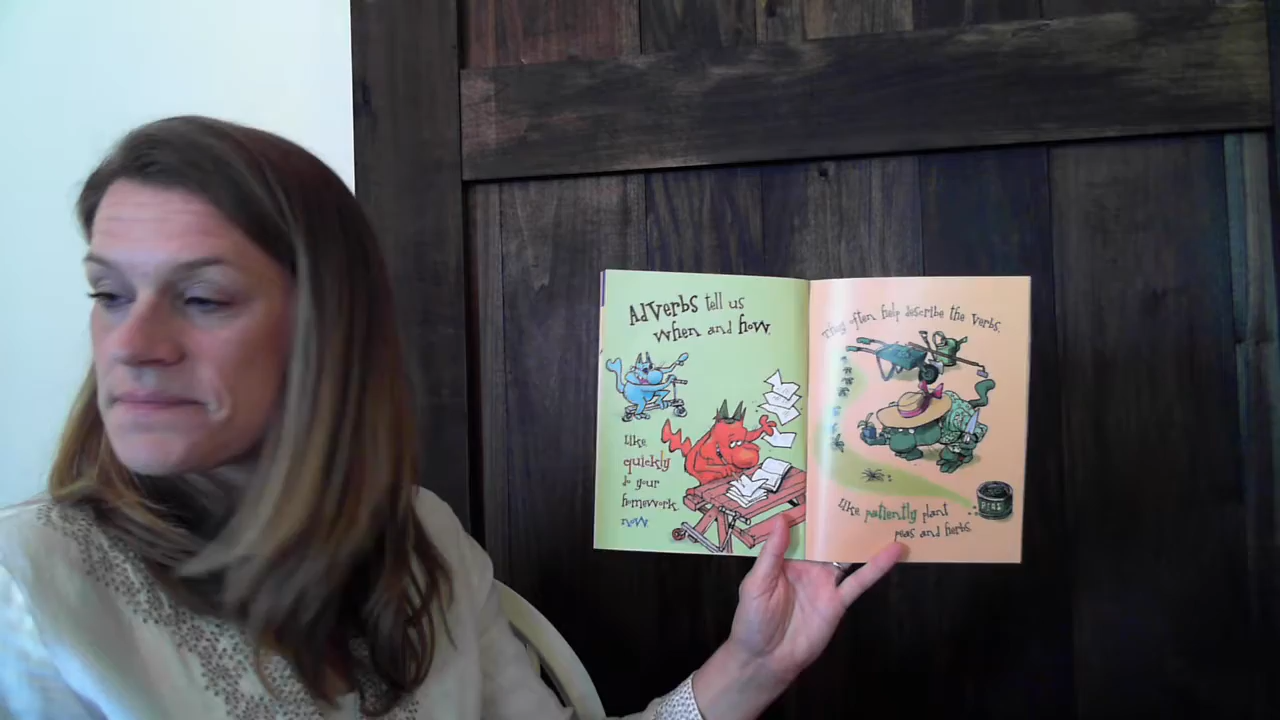 Adverbs tell us
when and how
like
quickly
do your
homework
now
They often help describe the verbs,
like patiently plant
peas and herbs.
PEAS